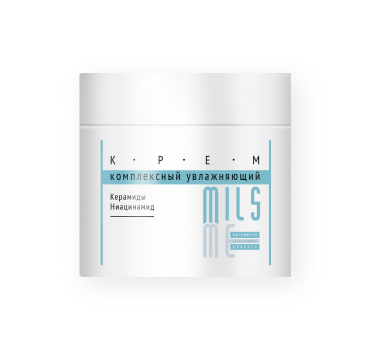 К · Р · Е · М
комплексный увлажняющий
Керамиды
Ниацинамид
MILS
ME